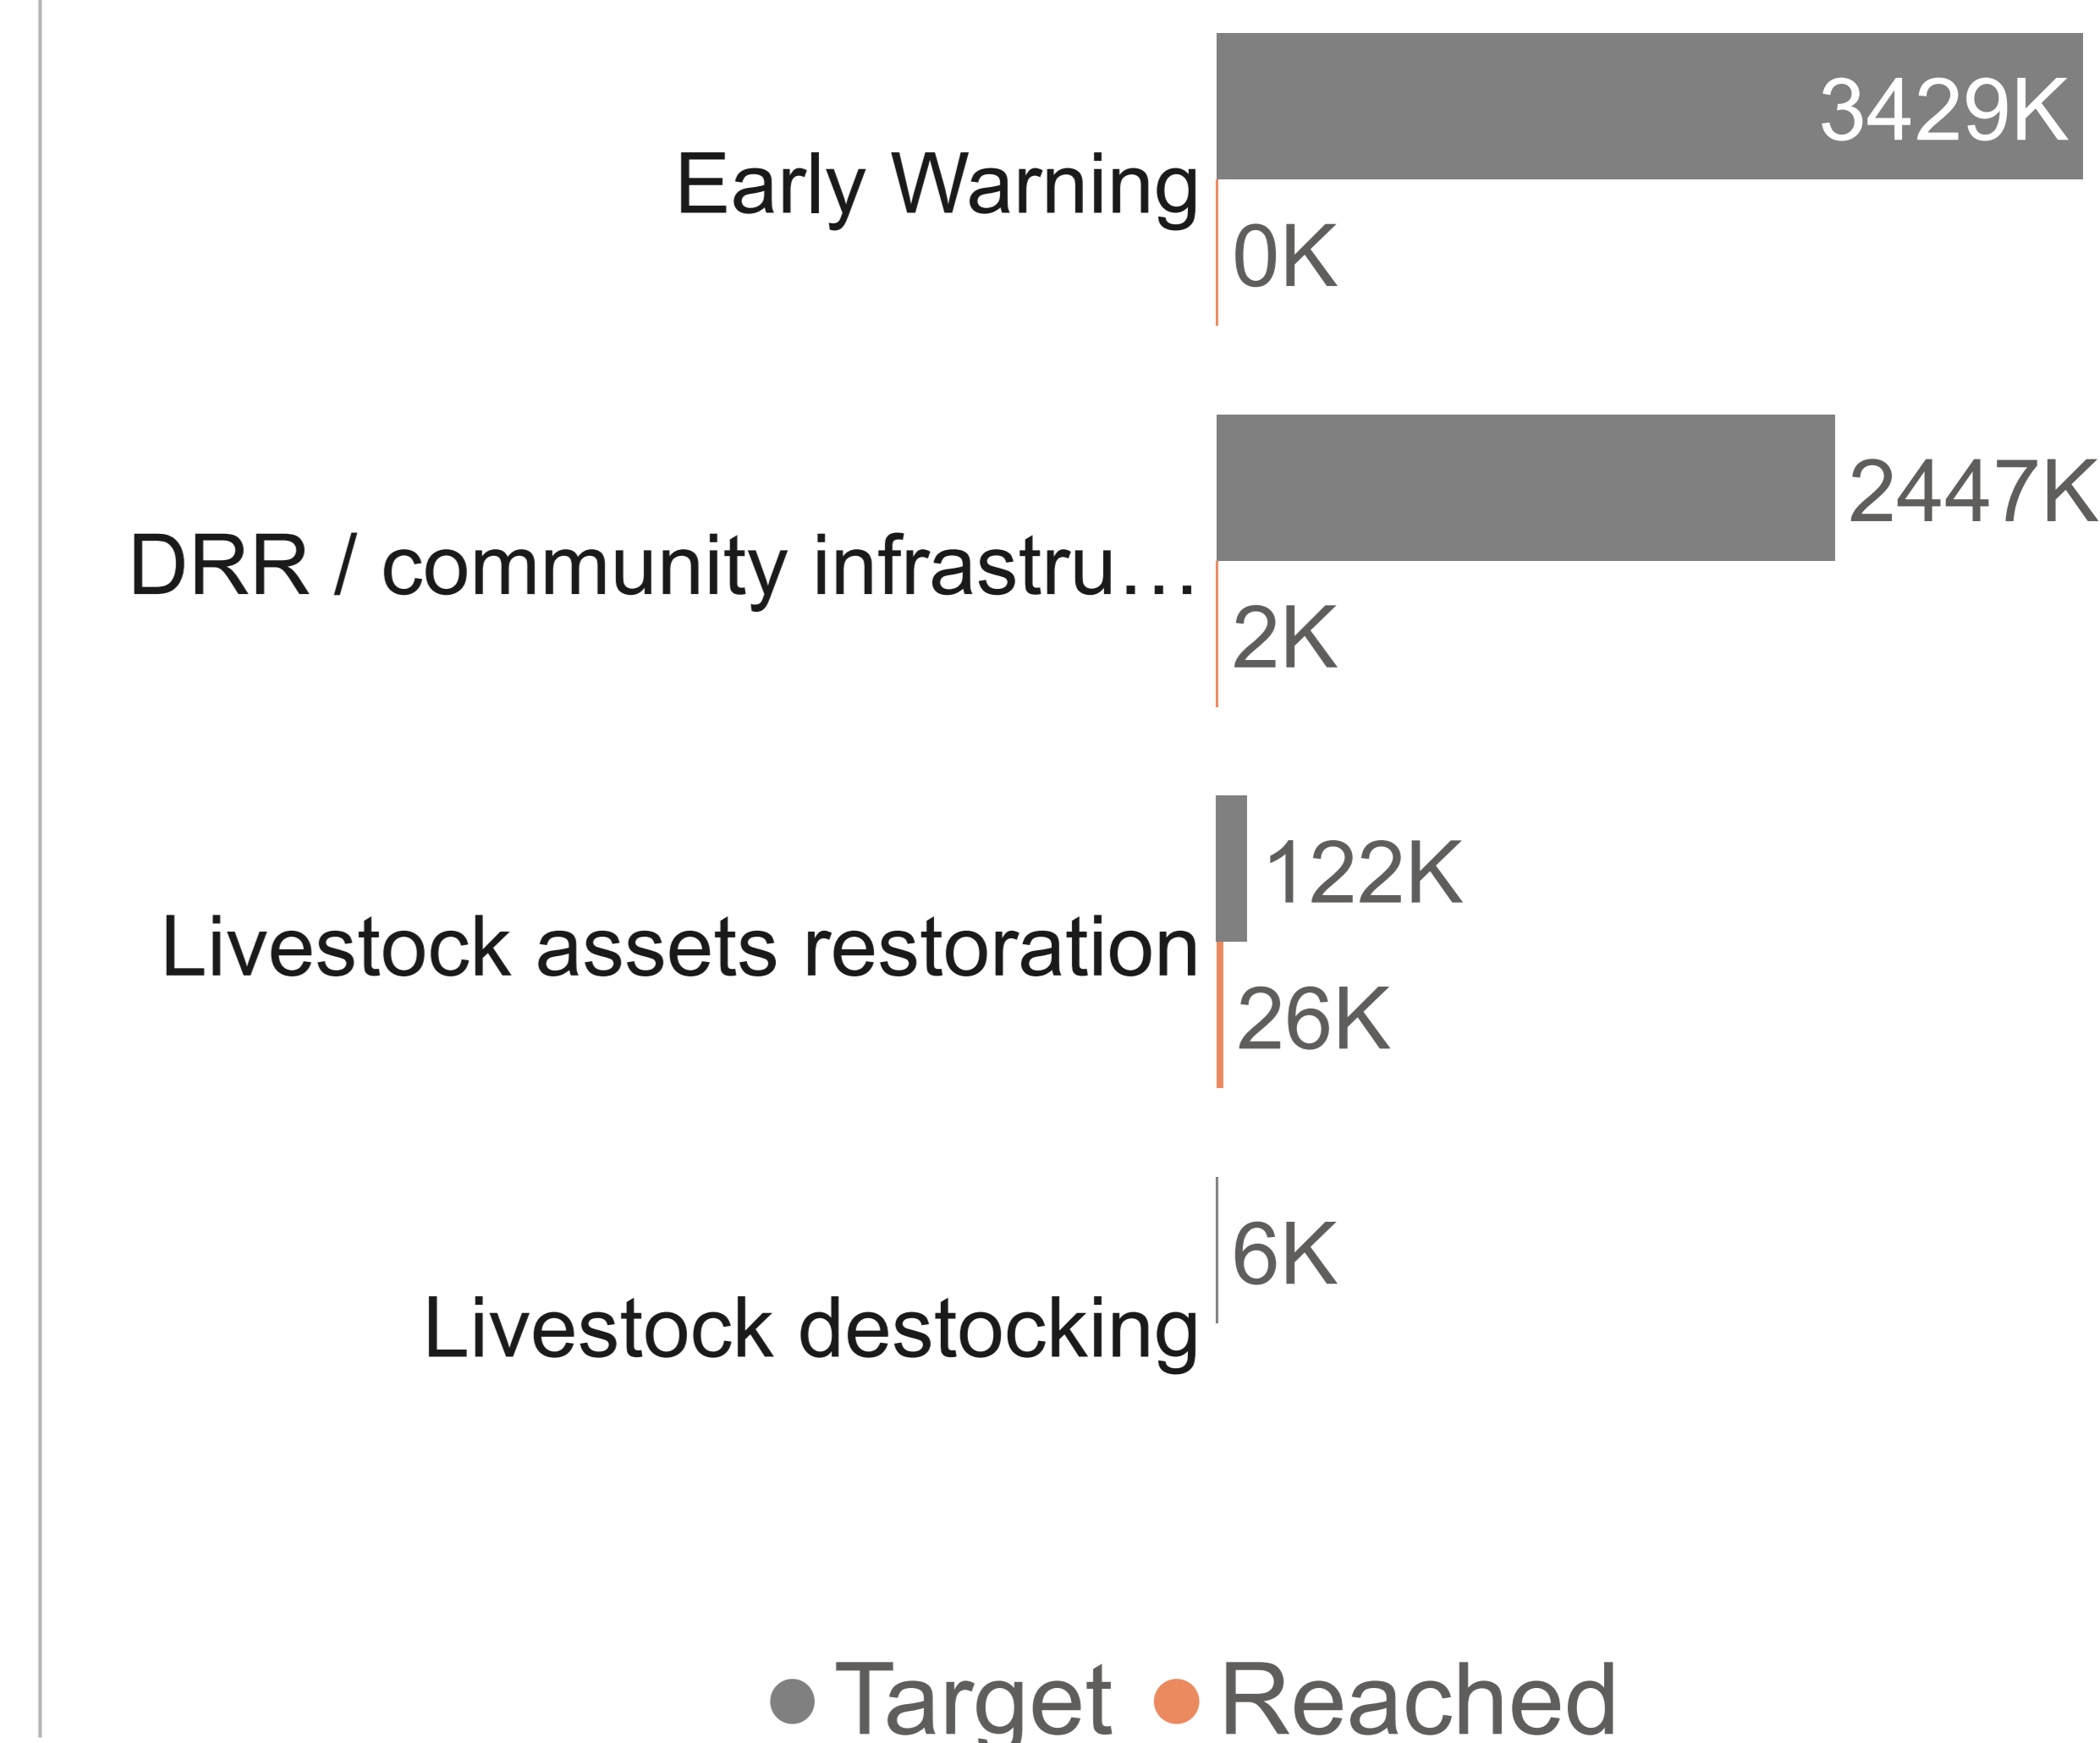 3429K
Early Warning
0K
2447K
DRR / community infrastru…
2K
122K
Livestock assets restoration
26K
6K
Livestock destocking
Target Reached